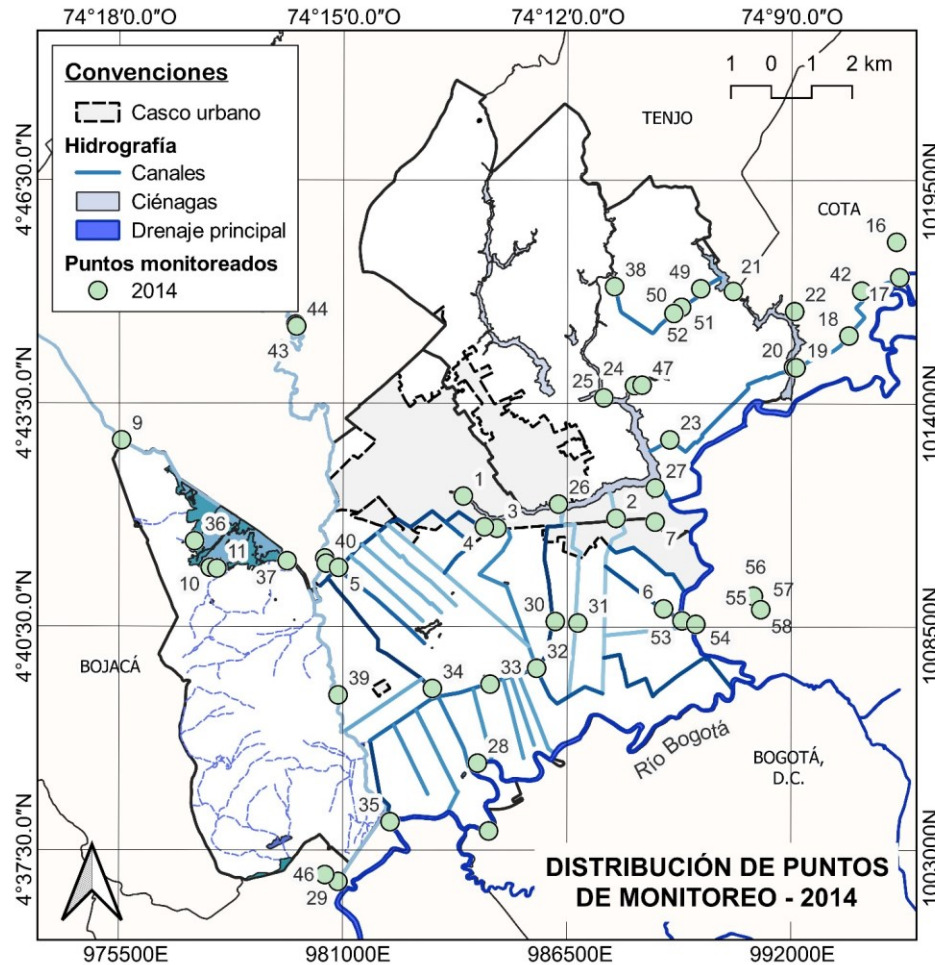 74°18'0.0"O 74°15'0.0"O 74°12'0.0"O 74°9'0.0"O
Convenciones
Casco urbano
Hidrografía
Canales
Ciénagas
Drenaje principal
Puntos monitoreados
2014
1 0 1 2 km
TENJO
COTA
4°46'30.0"N
1019500N
16
38 49 21 42 17
50 51 22
52 18
44
43
20 19
24 47
25
4°43'30.0"N
1014000N
9 23
27
1 26 2
3
4 7
36
11 40
10 37 5
56
55 57
58
30 31 6
53 54
4°40'30.0"N
1008500N
BOJACÁ
32
39 34 33
28
Río Bogotá
BOGOTÁ,
D.C.
35
4°37'30.0"N
1003000N
46
29
DISTRIBUCIÓN DE PUNTOS
DE MONITOREO - 2014
975500E 981000E 986500E 992000E